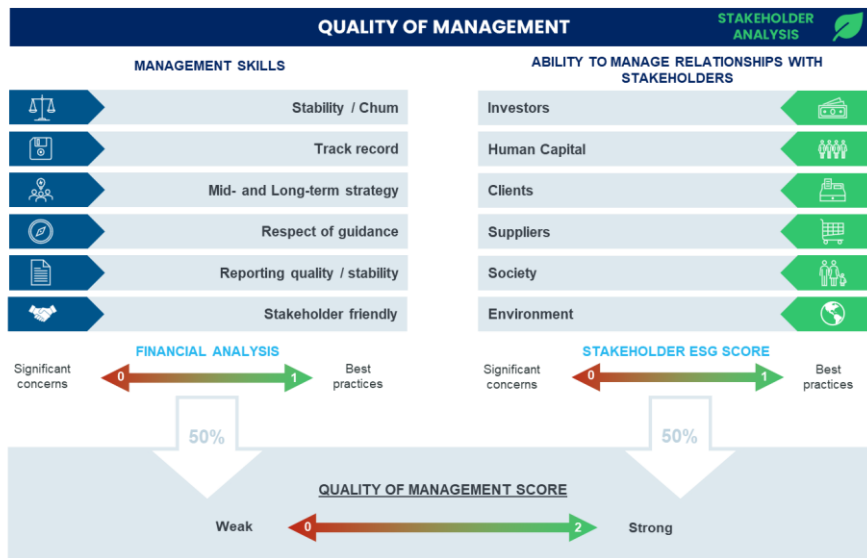 QUALITY OF MANAGEMENT
STAKEHOLDER
ANALYSIS
MANAGEMENT SKILLS
Stability / Chum
Track record
Mid- and Long-term strategy
Respect of guidance
Reporting quality / stability
Stakeholder friendly
ABILITY TO MANAGE RELATIONSHIPS WITH
STAKEHOLDERS
Investors
Human Capital
Clients
Suppliers
Society
Environment
FINANCIAL ANALYSIS
Significant
concerns
0
1
Best
practices
STAKEHOLDER ESG SCORE
Significant
concerns
0
1
Best
practices
50%
50%
QUALITY OF MANAGEMENT SCORE
Weak
0
2
Strong